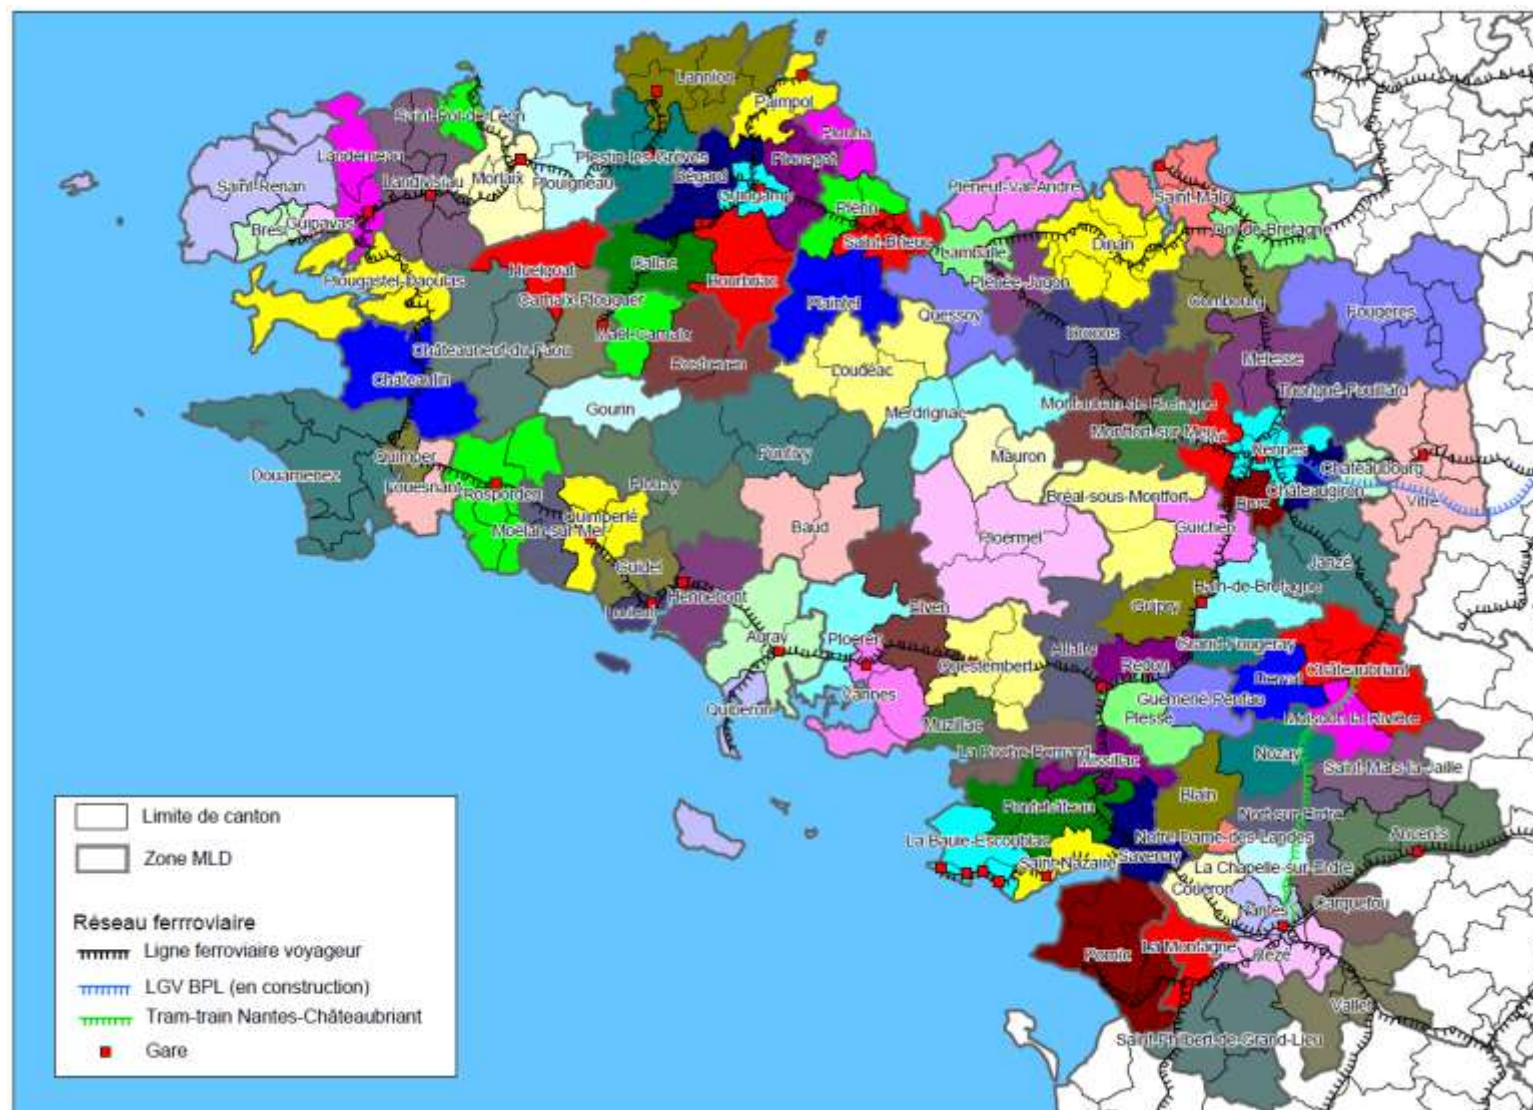 Lannion
Paimpol
Saint-Pol-de-Léon
Plouha
Landerneau
Plestin-les-Grèves
Plouagat
Bégard
Landivisiau
Morlaix
Plouigneau
Saint-Renan
Guingamp
Pléneuf-Val-André
Saint-Malo
Plérin
Guipavas
Brest
Saint-Brieuc
Dol-de-Bretagne
Lamballe
Dinan
Callac
Huelgoat
Bourbriac
Plénée-Jugon
Plougastel-Daoulas
Carhaix-Plouguer
Plaintel
Quessoy
Combourg
Fougères
Broons
Maël-Carhaix
Châteauneuf-du-Faou
Melesse
Rostrenen
Loudéac
Châteaulin
Thorigné-Fouillard
Gourin
Merdrignac
Montauban-de-Bretagne
Montfort-sur-Meu
Rennes
Pontivy
Mauron
Quimper
Châteaubourg
Douarnenez
Fouesnant
Plouay
Rosporden
Châteaugiron
Vitré
Bréal-sous-Montfort
Bruz
Quimperlé
Baud
Guichen
Moëlan-sur-Mer
Ploërmel
Janzé
Guidel
Bain-de-Bretagne
Hennebont
Lorient
Elven
Guipry
Auray
Ploeren
Grand-Fougeray
Allaire
Questembert
Redon
Châteaubriant
Derval
Vannes
Guémené-Penfao
Quiberon
Plessé
Muzillac
La Roche-Bernard
Missillac
Nozay
Saint-Mars-la-Jaille
Blain
Pontchâteau
Nort-sur-Erdre
Notre-Dame-des-Landes
Ancenis
La Baule-Escoublac
Saint-Nazaire
Savenay
La Chapelle-sur-Erdre
Couëron
Carquefou
Nantes
La Montagne
Rezé
Pornic
Vallet
Saint-Philbert-de-Grand-Lieu
Limite de canton
Zone MLD
Réseau ferrroviaire
Ligne ferroviaire voyageur
LGV BPL (en construction)
Tram-train Nantes-Châteaubriant
Gare